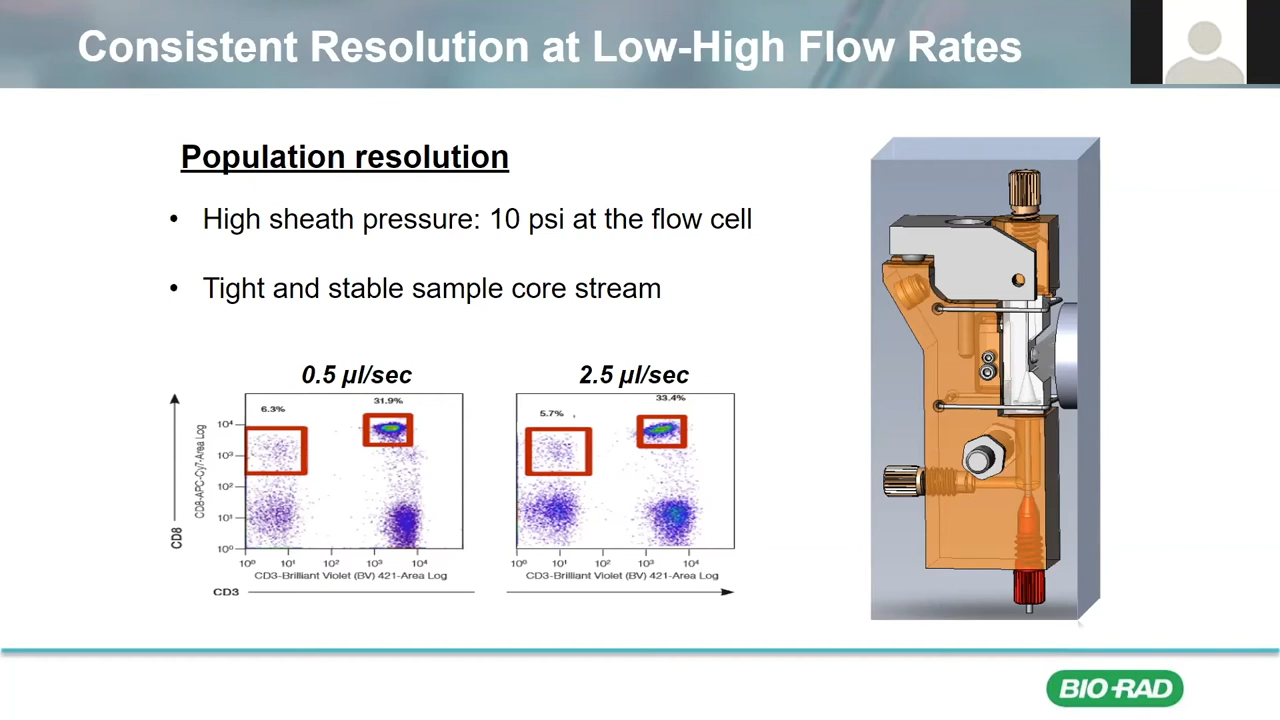 Consistent Resolution at Low-High Flow Rates
Population resolution
• High sheath pressure: 10 psi at the flow cell
• Tight and stable sample core stream
0.5 µl/sec
2.5 µl/sec
6.3%
31.9%
5.7%
33.4%
10⁴
10³
10²
10¹
10⁰
CD8
CD8-APC-Cy7-Area Log
10⁰ 10¹ 10² 10³ 10⁴
10⁰ 10¹ 10² 10³ 10⁴
CD3-Brilliant Violet (BV) 421-Area Log
CD3-Brilliant Violet (BV) 421-Area Log
CD3
BIO-RAD